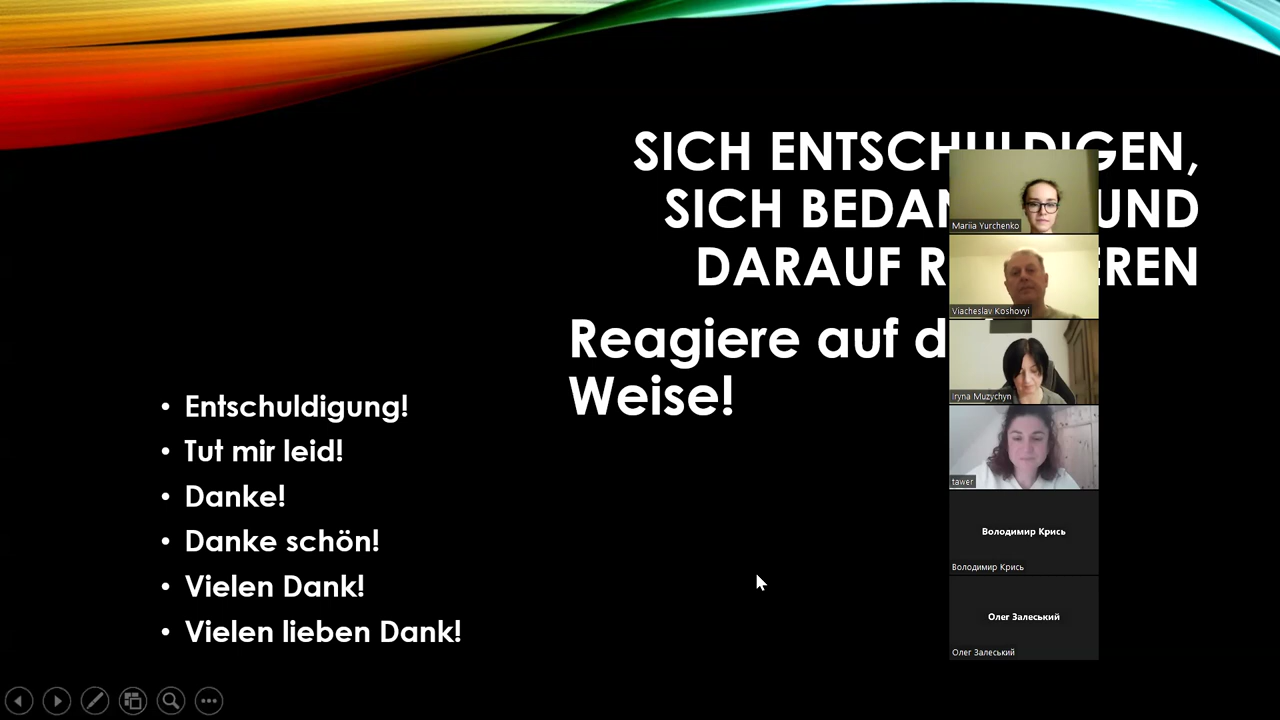 SICH ENTSCHULDIGEN,
SICH BEDAN UND
DARAUF R EREN
Reagiere auf d
Weise!
• Entschuldigung!
• Tut mir leid!
• Danke!
• Danke schön!
• Vielen Dank!
• Vielen lieben Dank!
Mariia Yurchenko
Viacheslav Koshovyi
Iryna Muzychyn
tawer
Володимир Крись
Володимир Крись
Олег Залеський
Олег Залеський